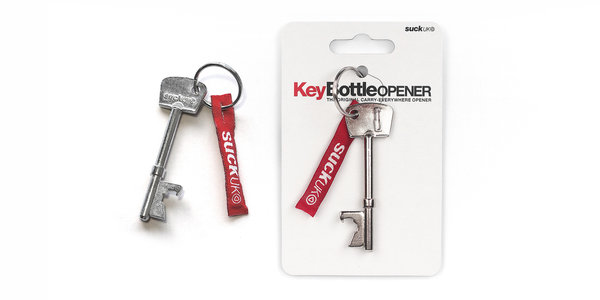 suckUK
KeyBottleOPENER
THE ORIGINAL CARRY-EVERYWHERE OPENER
suckUK
suckUK